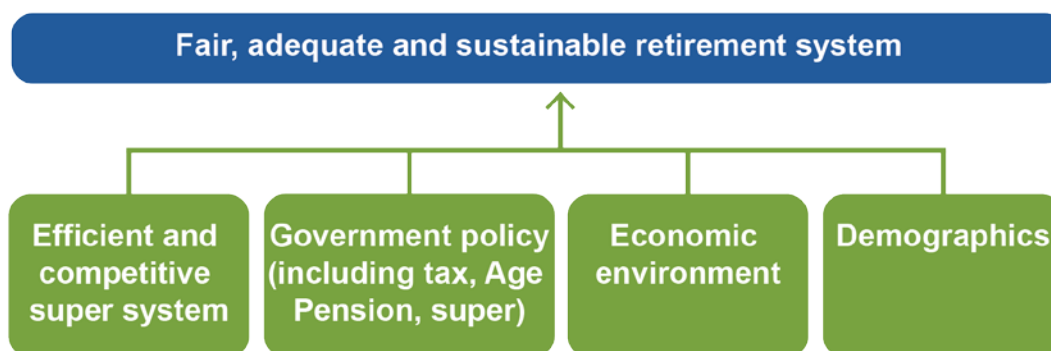 Fair, adequate and sustainable retirement system
Efficient and
competitive
super system
Government policy
(including tax, Age
Pension, super)
Economic
environment
Demographics